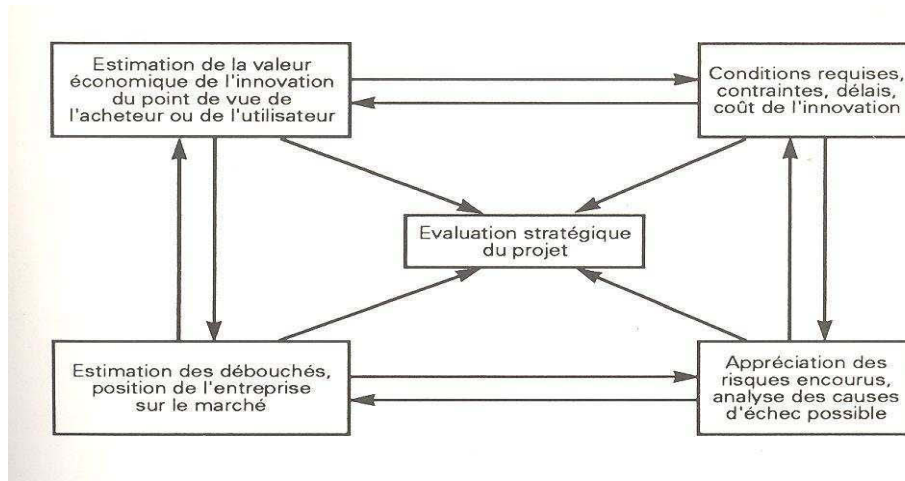 Estimation de la valeur
économique de l'innovation
du point de vue de
l'acheteur ou de l'utilisateur
Conditions requises,
contraintes, délais,
coût de l'innovation
Evaluation stratégique
du projet
Estimation des débouchés,
position de l'entreprise
sur le marché
Appréciation des
risques encourus,
analyse des causes
d'échec possible